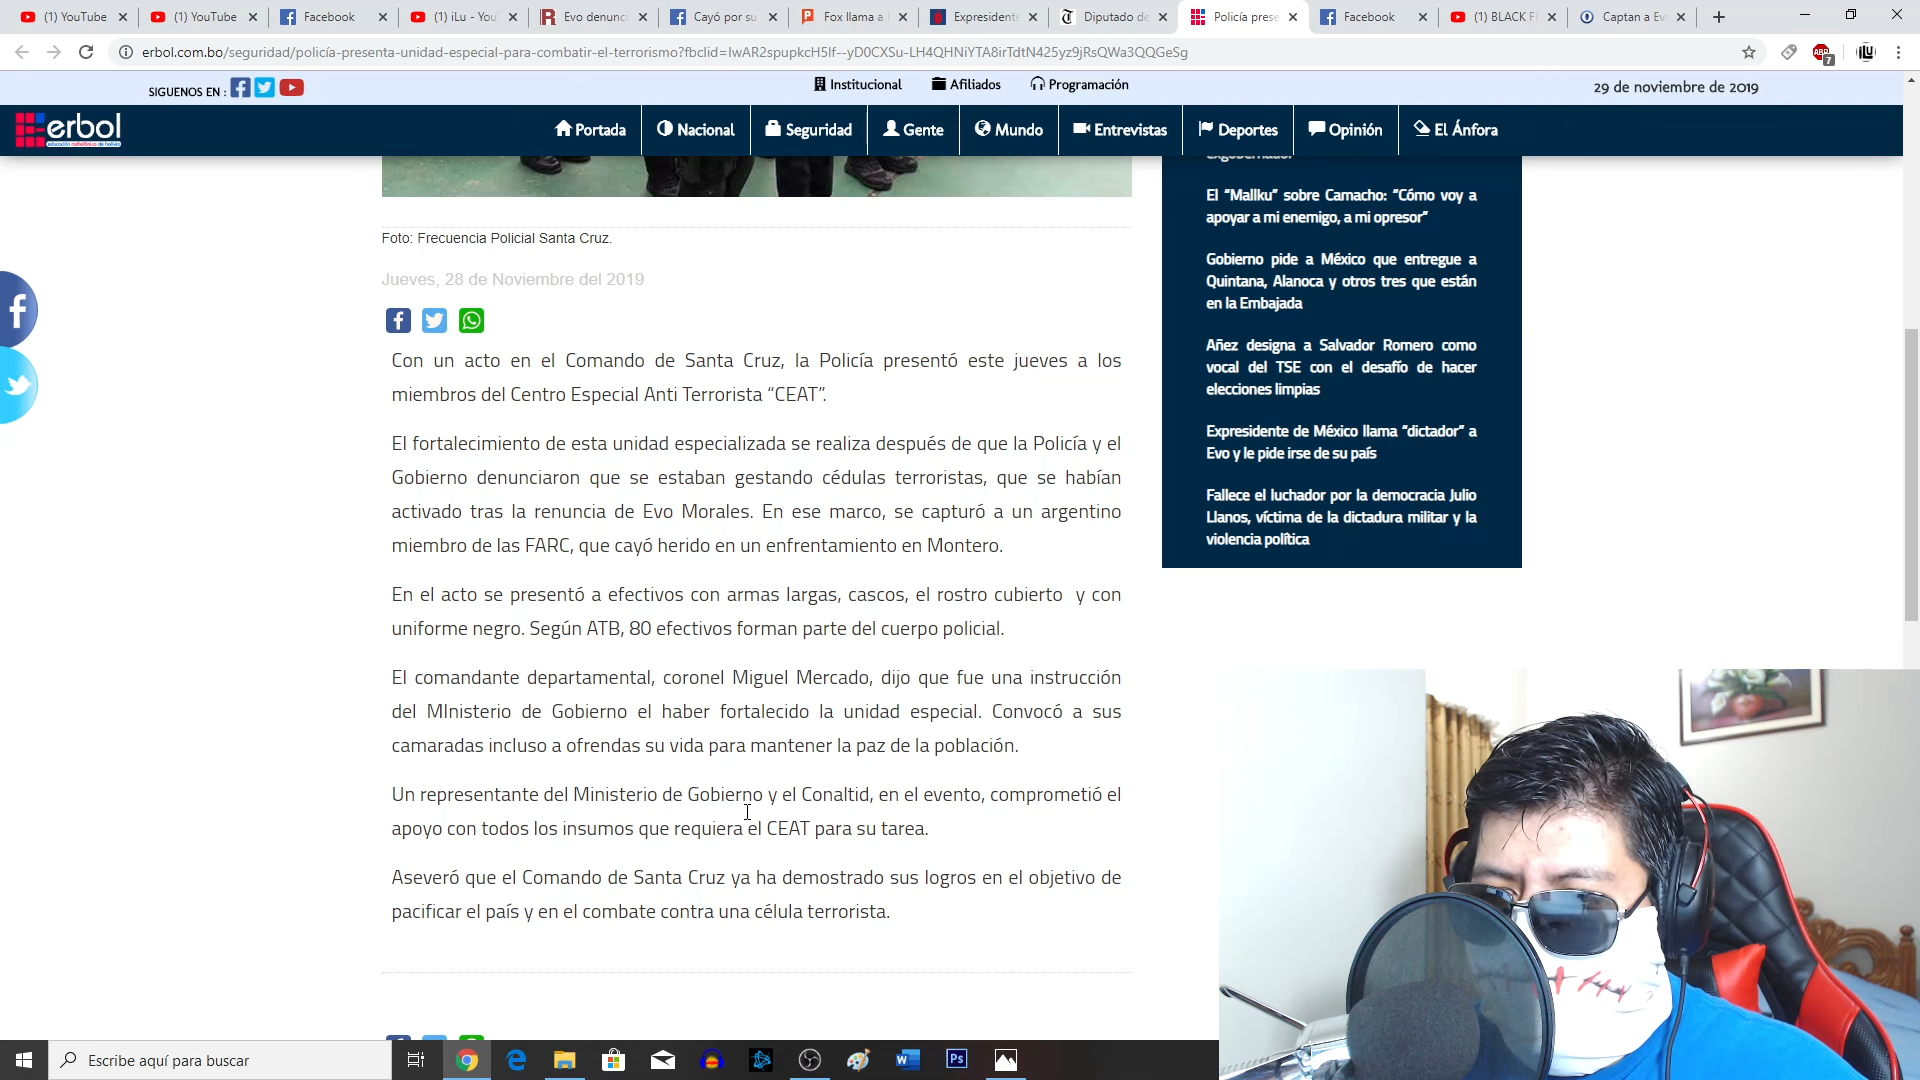 (1) YouTube
(1) YouTube
Facebook
(1) iLu - You
Evo denunc
Cayó por su
Fox llama a
Expresidente
Diputado de
Policía prese
Facebook
(1) BLACK F
Captan a Ev
erbol.com.bo/seguridad/policía-presenta-unidad-especial-para-combatir-el-terrorismo?fbclid=IwAR2spupkcH5If--yD0CXSu-LH4QHNiYTA8irTdtN425yz9jRsQWa3QQGeSg
ABP
7
SIGUENOS EN :
Institucional
Afiliados
Programación
29 de noviembre de 2019
erbol
Portada
Nacional
Seguridad
Gente
Mundo
Entrevistas
Deportes
Opinión
El Ánfora
Foto: Frecuencia Policial Santa Cruz.
Jueves, 28 de Noviembre del 2019
Con un acto en el Comando de Santa Cruz, la Policía presentó este jueves a los
miembros del Centro Especial Anti Terrorista “CEAT”.
El fortalecimiento de esta unidad especializada se realiza después de que la Policía y el
Gobierno denunciaron que se estaban gestando cédulas terroristas, que se habían
activado tras la renuncia de Evo Morales. En ese marco, se capturó a un argentino
miembro de las FARC, que cayó herido en un enfrentamiento en Montero.
En el acto se presentó a efectivos con armas largas, cascos, el rostro cubierto y con
uniforme negro. Según ATB, 80 efectivos forman parte del cuerpo policial.
El comandante departamental, coronel Miguel Mercado, dijo que fue una instrucción
del MInisterio de Gobierno el haber fortalecido la unidad especial. Convocó a sus
camaradas incluso a ofrendas su vida para mantener la paz de la población.
Un representante del Ministerio de Gobierno y el Conaltid, en el evento, comprometió el
apoyo con todos los insumos que requiera el CEAT para su tarea.
Aseveró que el Comando de Santa Cruz ya ha demostrado sus logros en el objetivo de
pacificar el país y en el combate contra una célula terrorista.
exgobernador
El “Mallku” sobre Camacho: “Cómo voy a
apoyar a mi enemigo, a mi opresor”
Gobierno pide a México que entregue a
Quintana, Alanoca y otros tres que están
en la Embajada
Añez designa a Salvador Romero como
vocal del TSE con el desafío de hacer
elecciones limpias
Expresidente de México llama “dictador” a
Evo y le pide irse de su país
Fallece el luchador por la democracia Julio
Llanos, víctima de la dictadura militar y la
violencia política
Escribe aquí para buscar
Ps